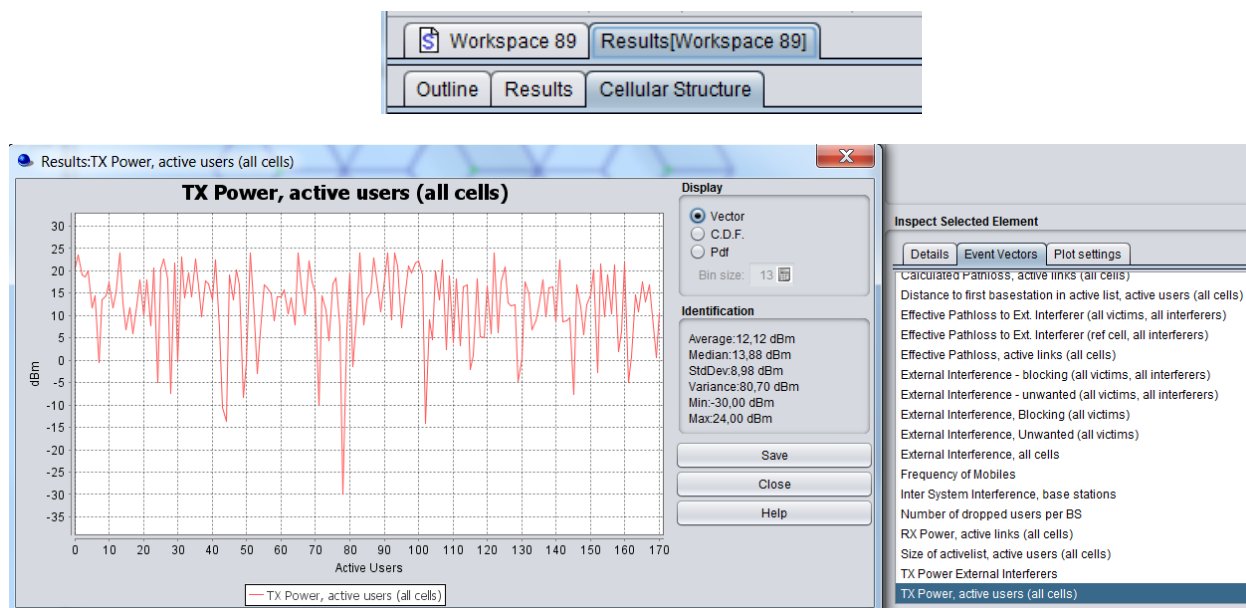 Workspace 89 Results[Workspace 89]
Outline Results Cellular Structure
Results:TX Power, active users (all cells)
X
TX Power, active users (all cells)
dBm
30
25
20
15
10
5
0
-5
-10
-15
-20
-25
-30
-35
0 10 20 30 40 50 60 70 80 90 100 110 120 130 140 150 160 170
Active Users
TX Power, active users (all cells)
Display
Vector
C.D.F.
Pdf
Bin size: 13
Identification
Average:12,12 dBm
Median:13,88 dBm
StdDev:8,98 dBm
Variance:80,70 dBm
Min:-30,00 dBm
Max:24,00 dBm
Save
Close
Help
Inspect Selected Element
Details Event Vectors Plot settings
Calculated Pathloss, active links (all cells)
Distance to first basestation in active list, active users (all cells)
Effective Pathloss to Ext. Interferer (all victims, all interferers)
Effective Pathloss to Ext. Interferer (ref cell, all interferers)
Effective Pathloss, active links (all cells)
External Interference - blocking (all victims, all interferers)
External Interference - unwanted (all victims, all interferers)
External Interference, Blocking (all victims)
External Interference, Unwanted (all victims)
External Interference, all cells
Frequency of Mobiles
Inter System Interference, base stations
Number of dropped users per BS
RX Power, active links (all cells)
Size of activelist, active users (all cells)
TX Power External Interferers
TX Power, active users (all cells)